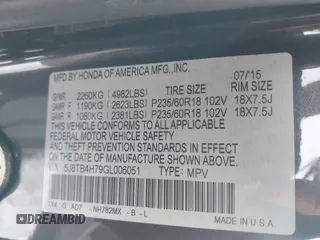 MFD. BY HONDA OF AMERICA MFG.,INC. 07/15
GVWR 2260KG (4982LBS) TIRE SIZE RIM SIZE
GAWR F 1190KG (2623LBS) P235/60R18 102V 18X7.5J
GAWR R 1080KG (2381LBS) P235/60R18 102V 18X7.5J
THIS VEHICLE CONFORMS TO ALL APPLICABLE
FEDERAL MOTOR VEHICLE SAFETY
AND THEFT PREVENTION STANDARDS IN EFFECT ON
THE DATE OF MANUFACTURE SHOWN ABOVE.
5J8TB4H79GL006051 TYPE: MPV
G AD7 - NH782MX - B - L
DREAMBID